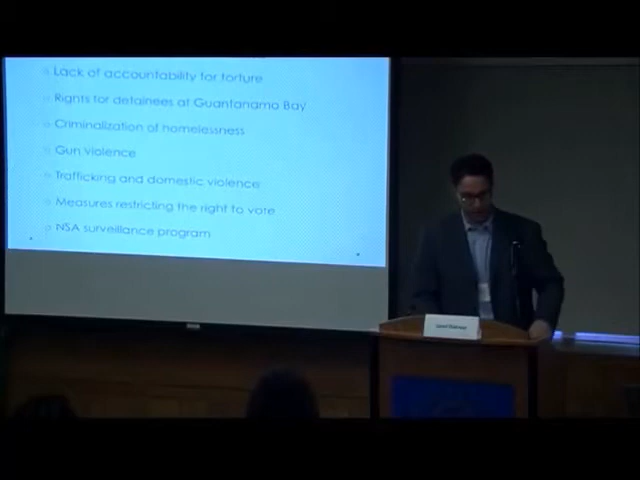 Lack of accountability for torture
Rights for detainees at Guantanamo Bay
Criminalization of homelessness
Gun violence
Trafficking and domestic violence
Measures restricting the right to vote
NSA surveillance program